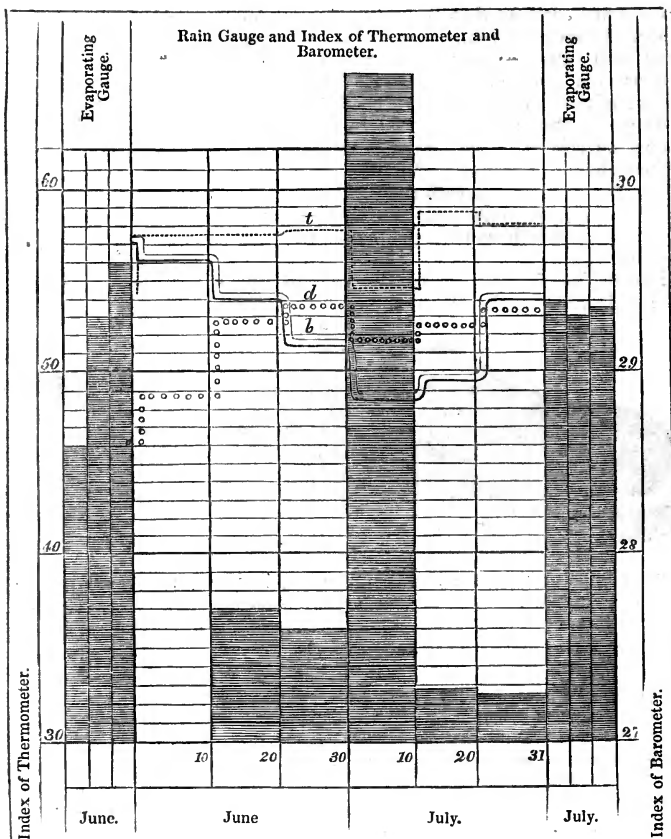 Rain Gauge and Index of Thermometer and
Barometer.
Evaporating
Gauge.
Evaporating
Gauge.
60
30
t
d
b
50
29
40
28
30
27
10
20
30
10
20
31
Index of Thermometer.
Index of Barometer.
June.
June
July.
July.